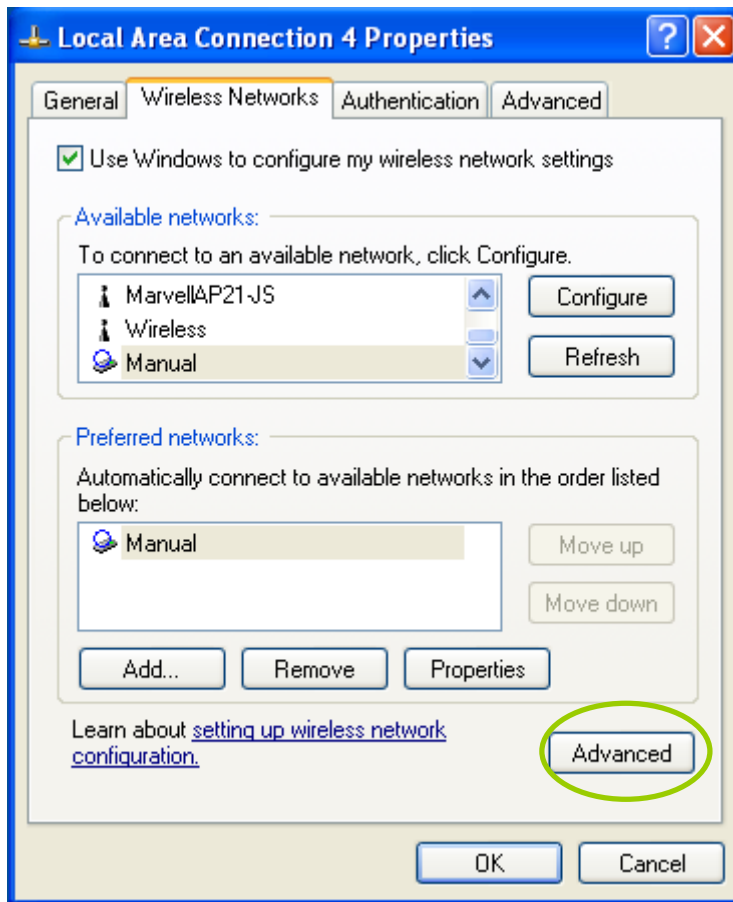 Local Area Connection 4 Properties
General Wireless Networks Authentication Advanced
Use Windows to configure my wireless network settings
Available networks:
To connect to an available network, click Configure.
MarvellAP21-JS
Wireless
Manual
Configure
Refresh
Preferred networks:
Automatically connect to available networks in the order listed
below:
Manual
Move up
Move down
Add... Remove Properties
Learn about setting up wireless network
configuration.
Advanced
OK Cancel